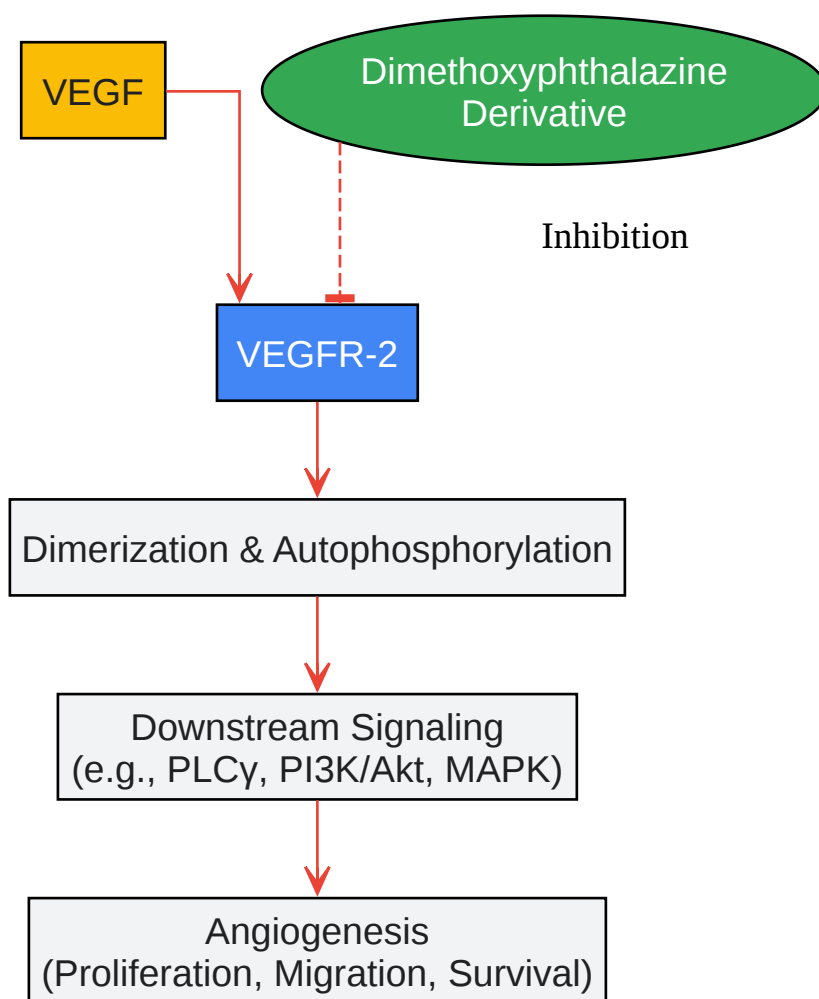 VEGF
Dimethoxyphthalazine
Derivative
Inhibition
VEGFR-2
Dimerization & Autophosphorylation
Downstream Signaling
(e.g., PLCγ, PI3K/Akt, MAPK)
Angiogenesis
(Proliferation, Migration, Survival)